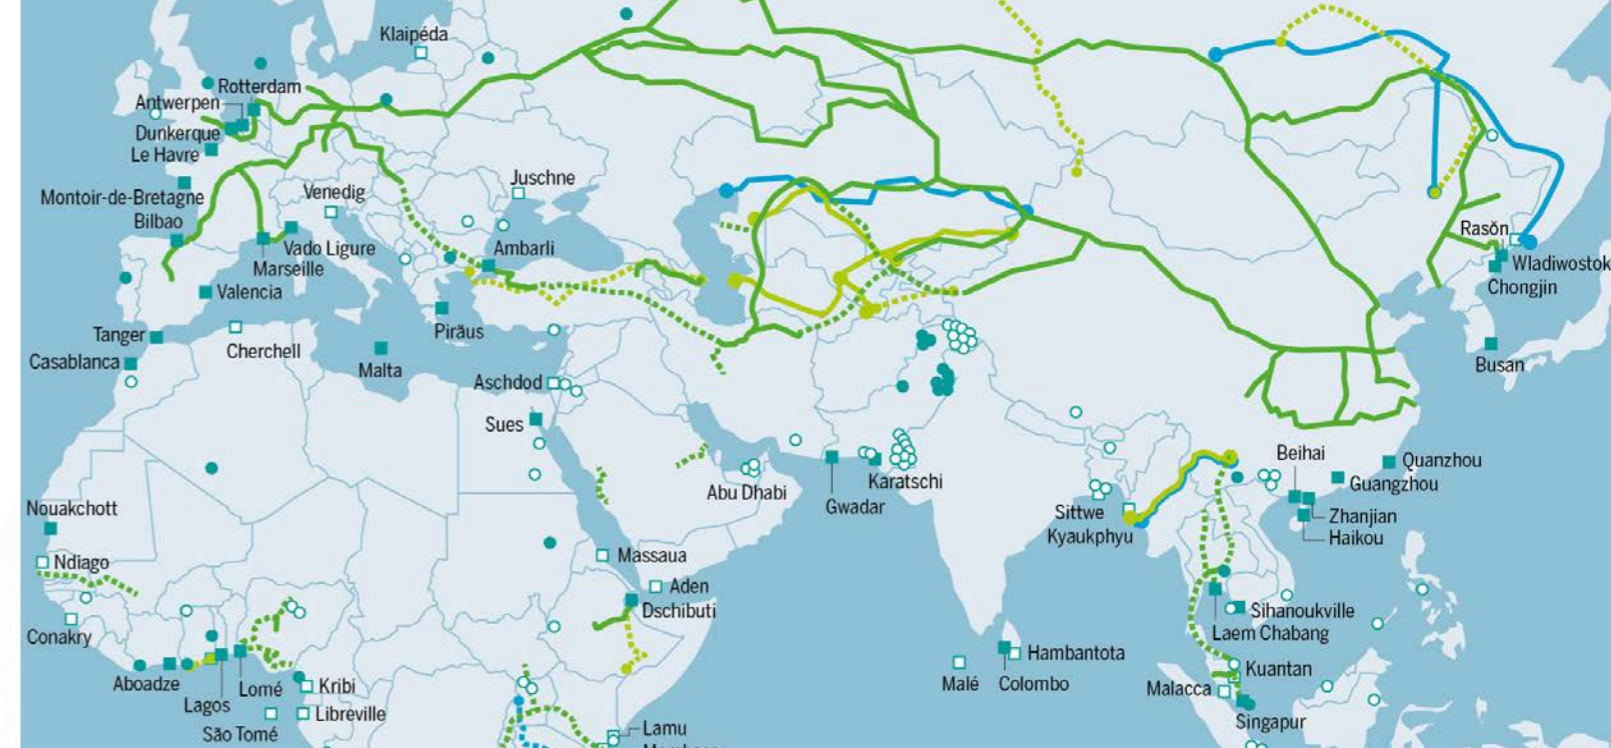 Klaipéda
Rotterdam
Antwerpen
Dunkerque
Le Havre
Montoir-de-Bretagne
Bilbao
Venedig
Juschne
Vado Ligure
Marseille
Ambarli
Valencia
Piräus
Tanger
Casablanca
Cherchell
Malta
Aschdod
Sues
Abu Dhabi
Gwadar
Karatschi
Rasŏn
Wladiwostok
Chongjin
Busan
Beihai
Quanzhou
Guangzhou
Zhanjian
Haikou
Sittwe
Kyaukphyu
Nouakchott
Ndiago
Conakry
Massaua
Aden
Dschibuti
Aboadze
Lagos
Lomé
Kribi
Libreville
São Tomé
Lamu
Malé
Colombo
Hambantota
Sihanoukville
Laem Chabang
Kuantan
Malacca
Singapur